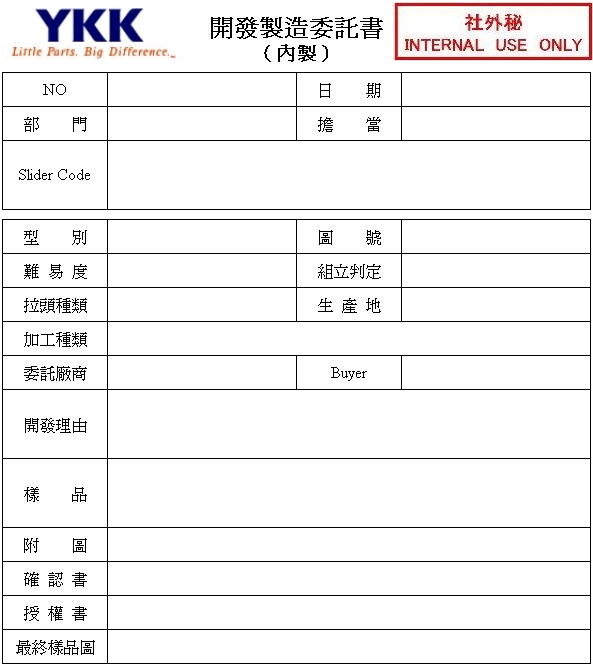 YKK
Little Parts. Big Difference.
開發製造委託書
（內製）
社外秘
INTERNAL USE ONLY
NO 日 期
部 門 擔 當
Slider Code
型 別 圖 號
難 易 度 組立判定
拉頭種類 生 產 地
加工種類
委託廠商 Buyer
開發理由
樣 品
附 圖
確 認 書
授 權 書
最終樣品圖